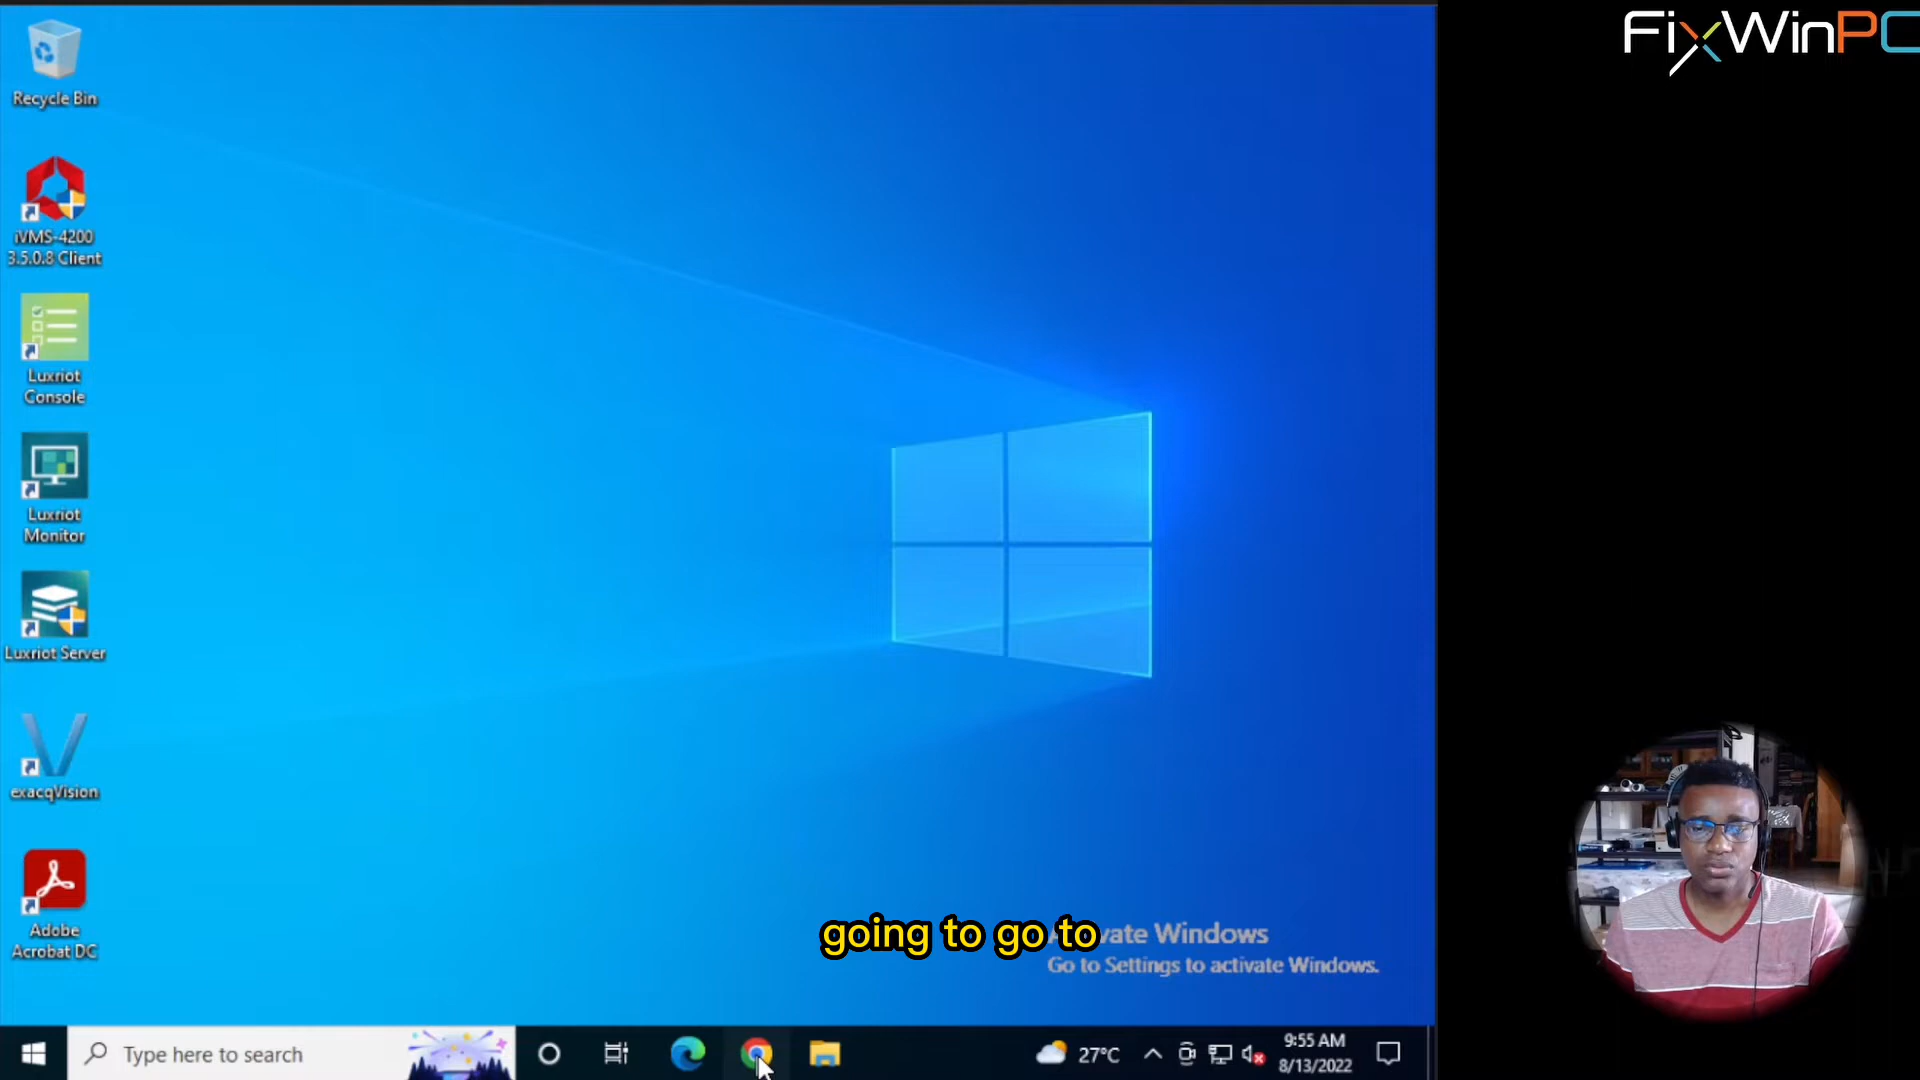 FixWinPC
Recycle Bin
iVMS-4200
3.5.0.8 Client
Luxriot
Console
Luxriot
Monitor
Luxriot Server
exacqVision
Adobe
Acrobat DC
going to go to
vate Windows
Go to Settings to activate Windows.
Type here to search
27°C
9:55 AM
8/13/2022